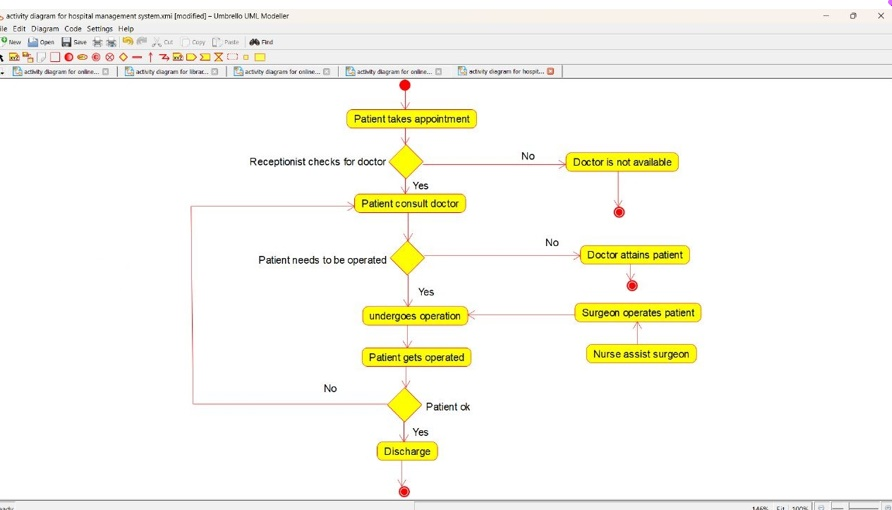 activity diagram for hospital management system.xmi [modified] – Umbrello UML Modeller
ile Edit Diagram Code Settings Help
New Open Save Cut Copy Paste Find
activity diagram for online... activity diagram for librar... activity diagram for online... activity diagram for online... activity diagram for hospit...
Patient takes appointment
Receptionist checks for doctor
No
Doctor is not available
Yes
Patient consult doctor
No
Patient needs to be operated
Doctor attains patient
Yes
undergoes operation
Surgeon operates patient
Patient gets operated
Nurse assist surgeon
No
Patient ok
Yes
Discharge
146% Fit 100%